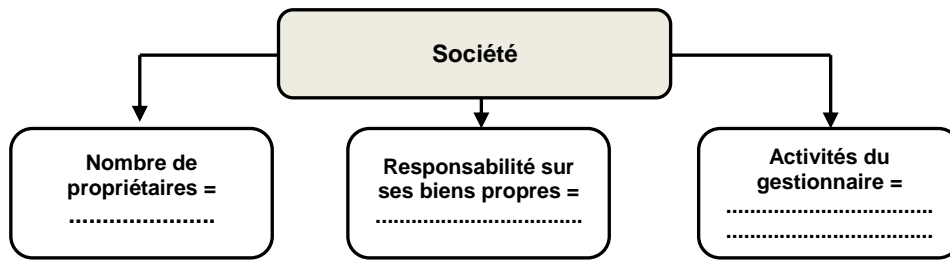 Société
Nombre de
propriétaires =
.......................
Responsabilité sur
ses biens propres =
...................................
Activités du
gestionnaire =
...................................
...................................